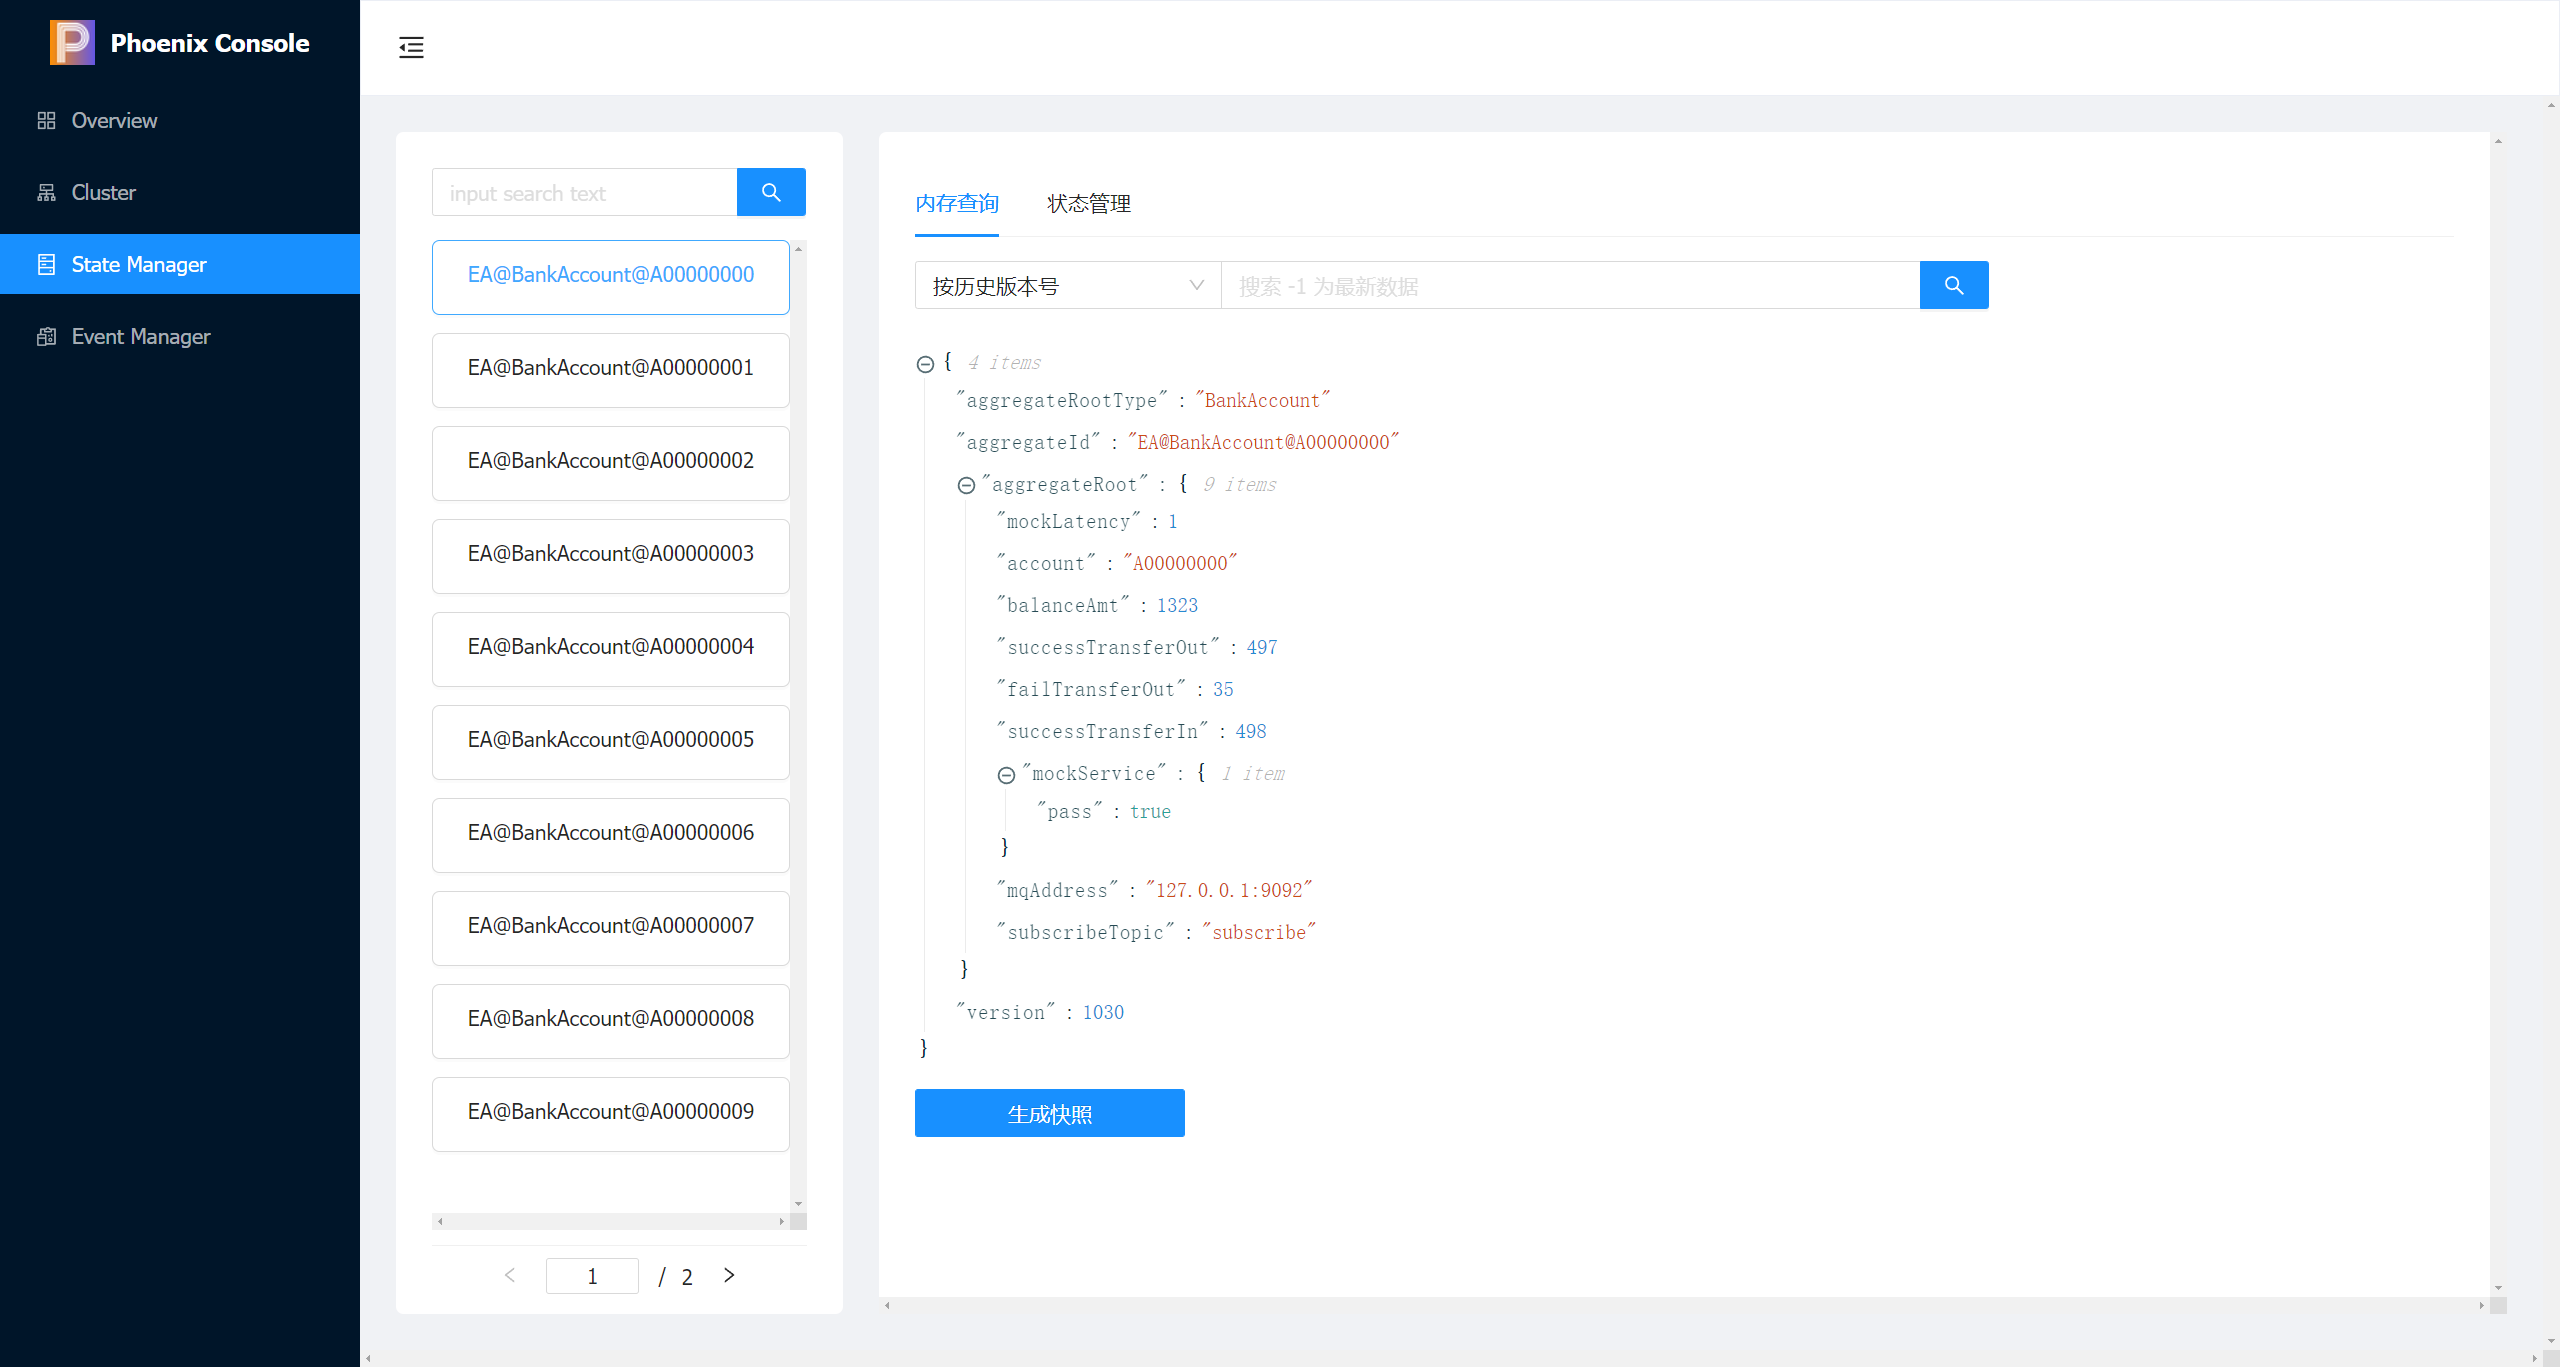 Phoenix Console
Overview
Cluster
State Manager
Event Manager
input search text
EA@BankAccount@A00000000
EA@BankAccount@A00000001
EA@BankAccount@A00000002
EA@BankAccount@A00000003
EA@BankAccount@A00000004
EA@BankAccount@A00000005
EA@BankAccount@A00000006
EA@BankAccount@A00000007
EA@BankAccount@A00000008
EA@BankAccount@A00000009
1 / 2
内存查询 状态管理
按历史版本号 搜索 -1 为最新数据
{ 4 items
"aggregateRootType" : "BankAccount"
"aggregateId" : "EA@BankAccount@A00000000"
"aggregateRoot" : { 9 items
"mockLatency" : 1
"account" : "A00000000"
"balanceAmt" : 1323
"successTransferOut" : 497
"failTransferOut" : 35
"successTransferIn" : 498
"mockService" : { 1 item
"pass" : true
}
"mqAddress" : "127.0.0.1:9092"
"subscribeTopic" : "subscribe"
}
"version" : 1030
}
生成快照